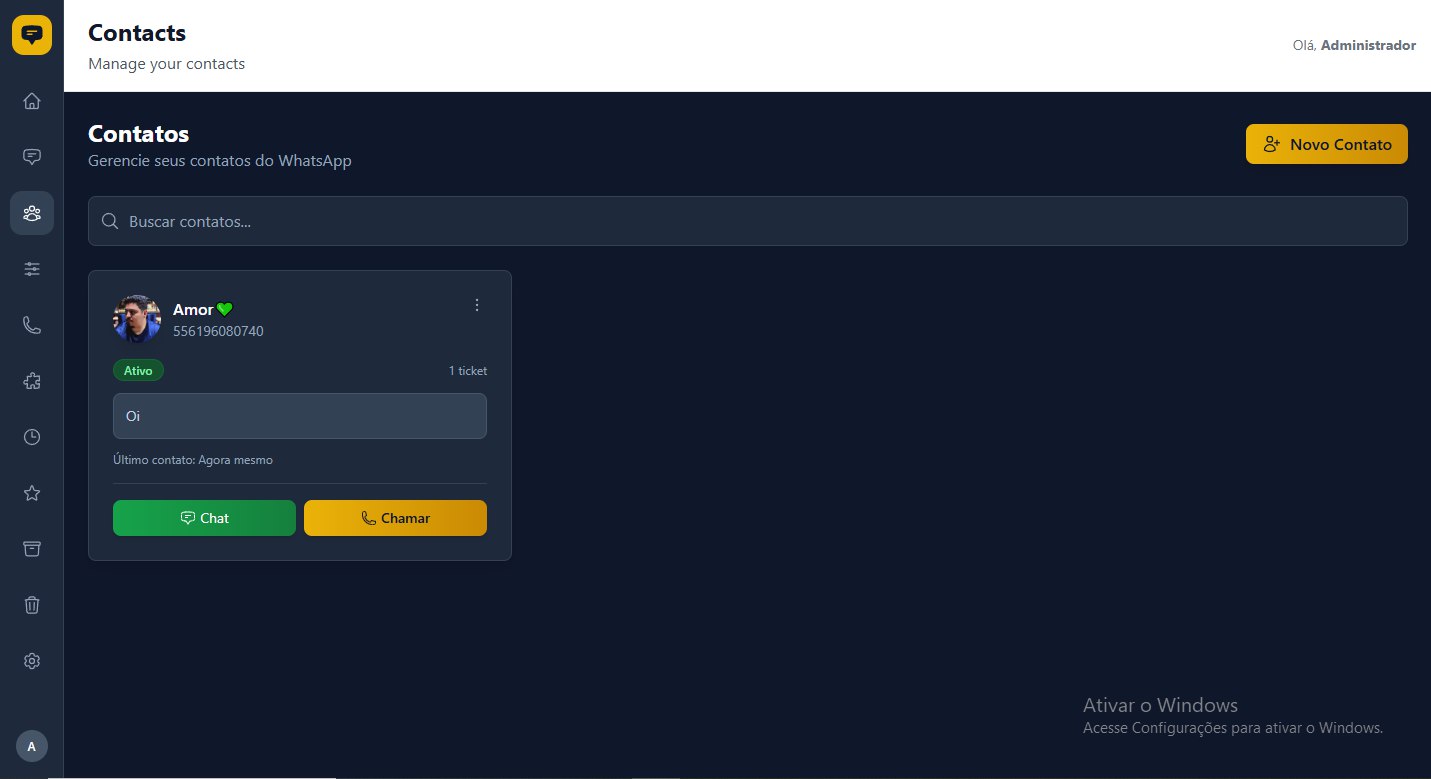 Contacts
Manage your contacts
Olá, Administrador
Contatos
Gerencie seus contatos do WhatsApp
Novo Contato
Buscar contatos...
Amor💚
556196080740
Ativo
1 ticket
Oi
Último contato: Agora mesmo
Chat
Chamar
Ativar o Windows
Acesse Configurações para ativar o Windows.
A